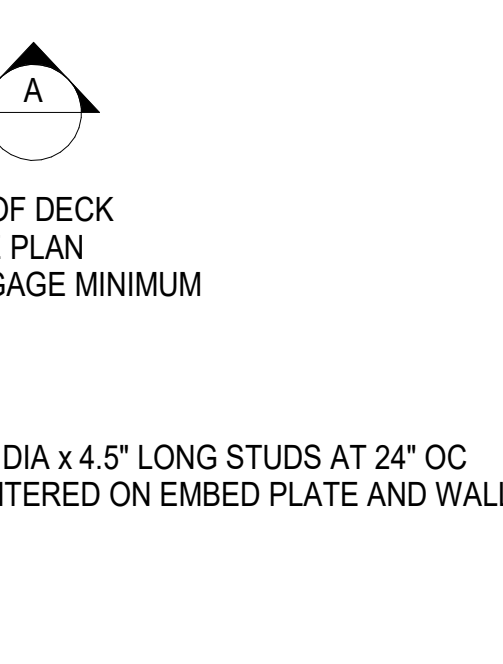 A
OF DECK
PLAN
GAGE MINIMUM
DIA x 4.5" LONG STUDS AT 24" OC
NTERED ON EMBED PLATE AND WALL